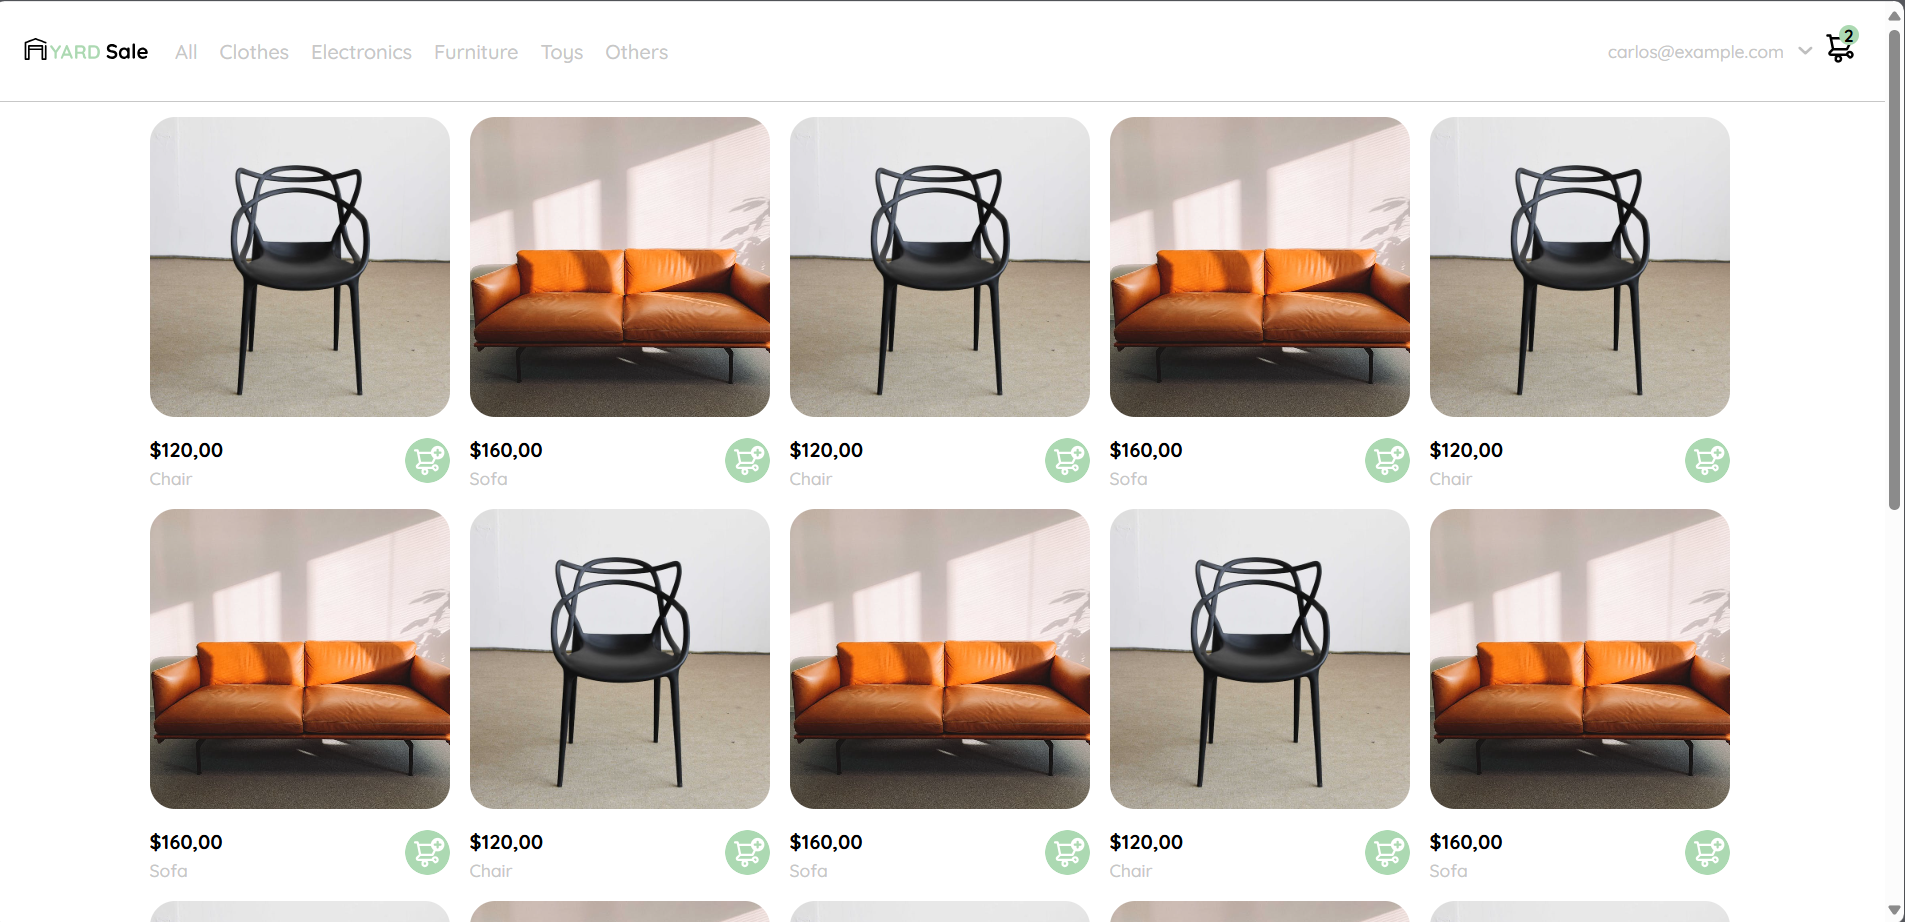 YARD Sale All Clothes Electronics Furniture Toys Others carlos@example.com 2
$120,00 $160,00 $120,00 $160,00 $120,00
Chair Sofa Chair Sofa Chair
$160,00 $120,00 $160,00 $120,00 $160,00
Sofa Chair Sofa Chair Sofa